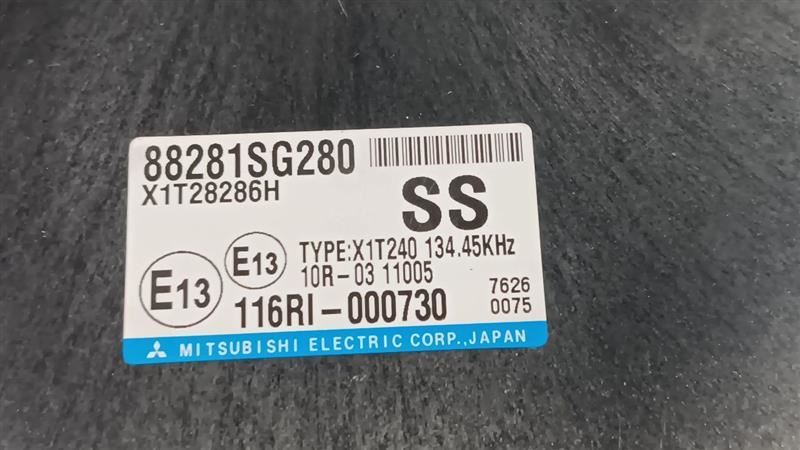 88281SG280
X1T28286H
SS
E13
E13
TYPE:X1T240 134.45KHz
10R-03 11005
116RI-000730
7626
0075
MITSUBISHI ELECTRIC CORP.,JAPAN